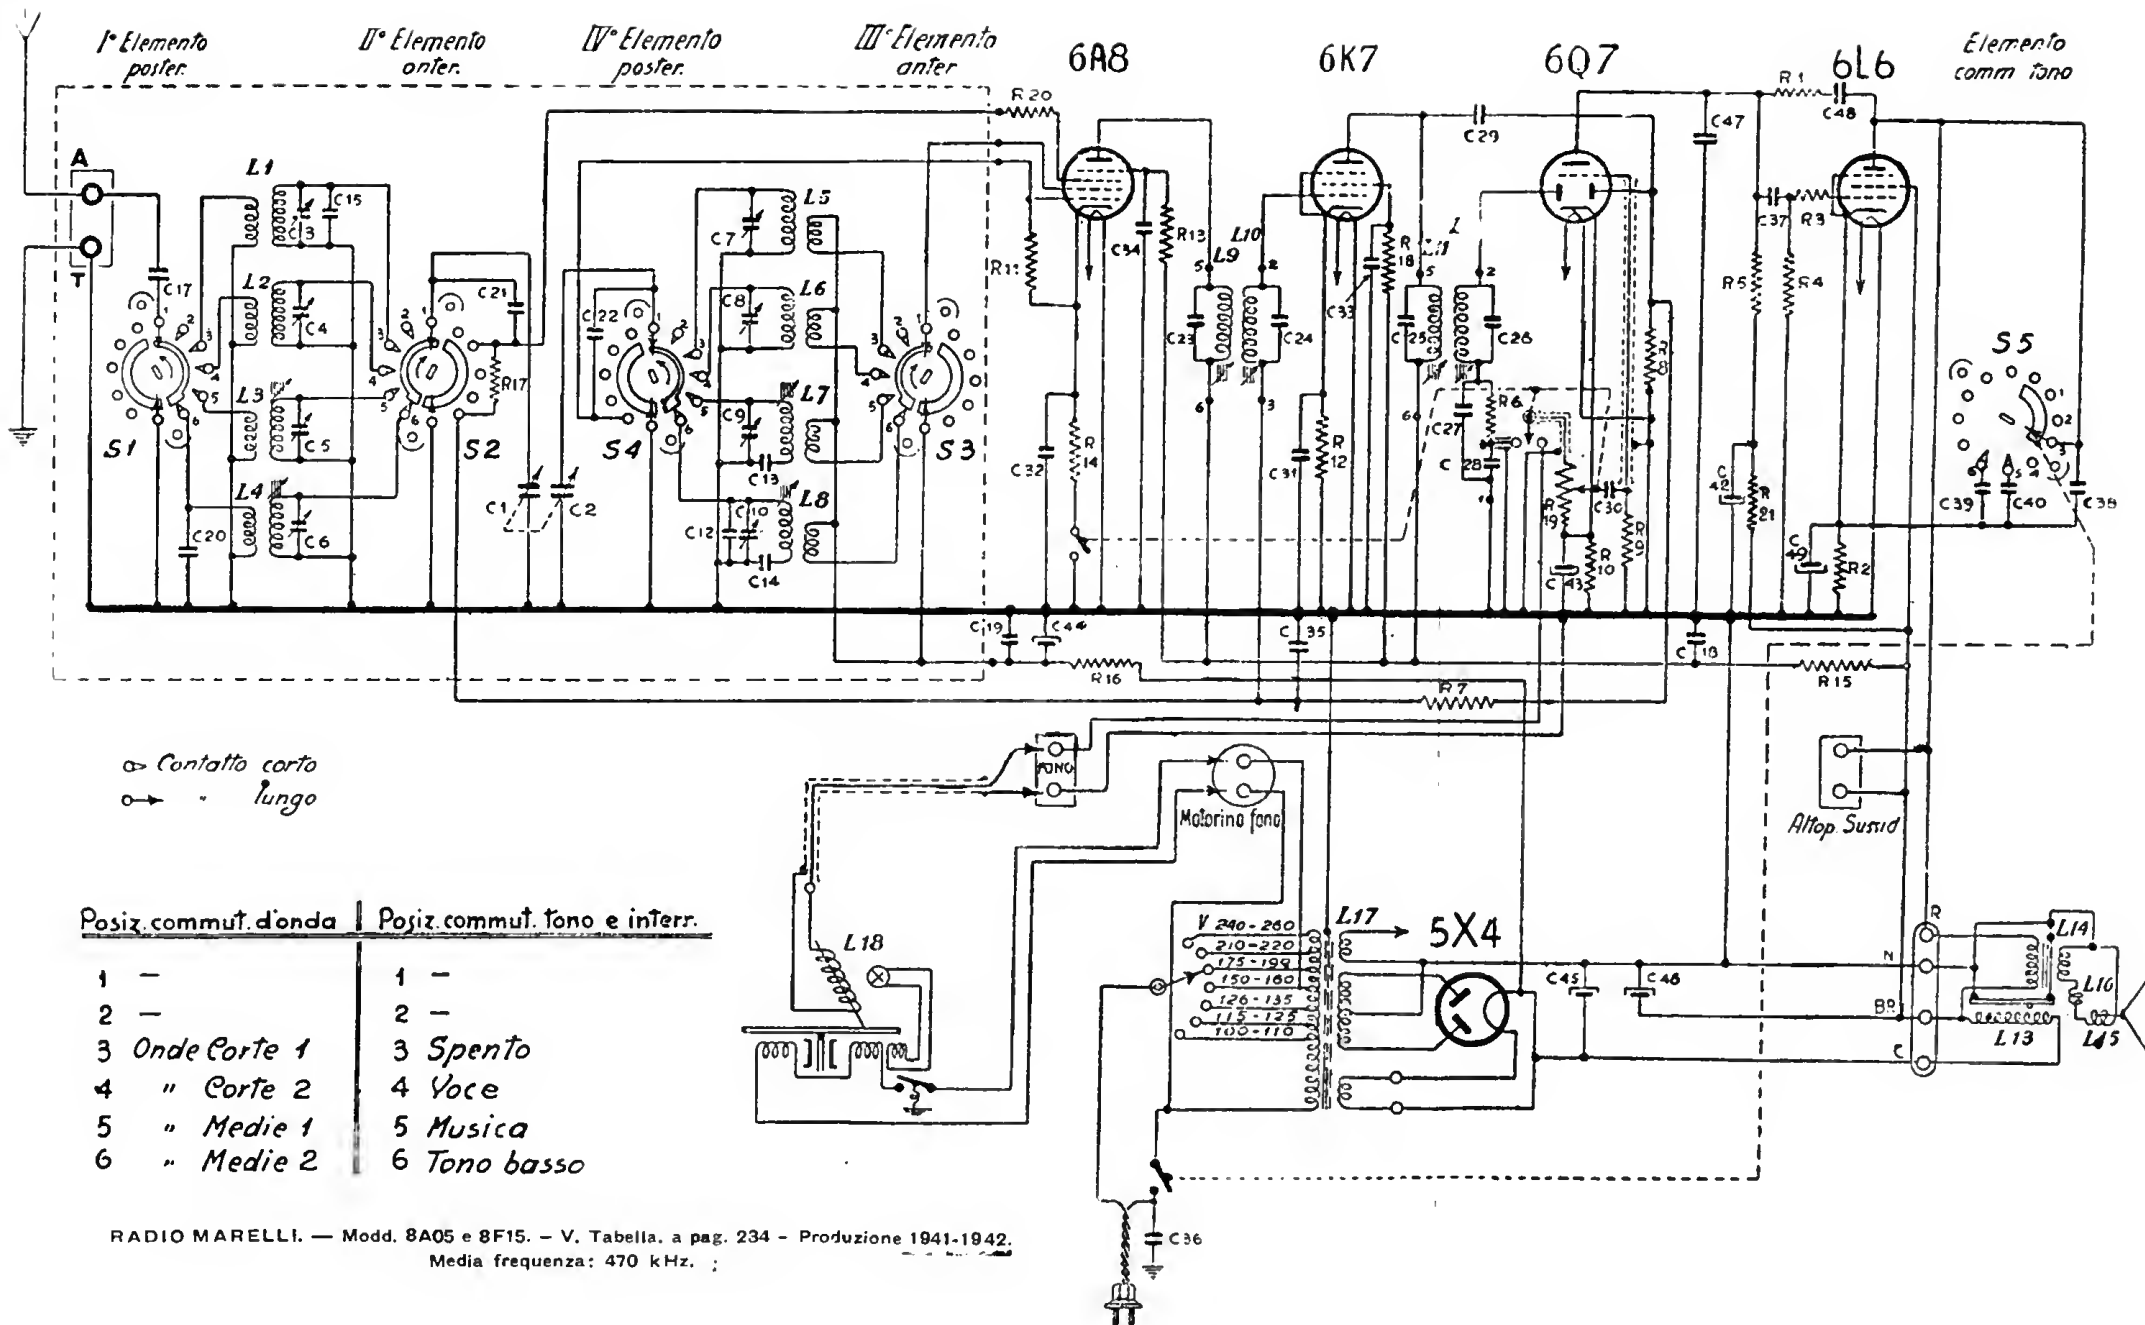 I° Elemento poster.
II° Elemento anter.
IV° Elemento poster.
III° Elemento anter
6A8
6K7
6Q7
6L6
Elemento comm tono
A
T
L1
L2
L3
L4
C3
C15
C4
C5
C6
C17
C20
S1
S2
C21
R17
C1
C2
C22
S4
C7
C8
C9
C13
C10
C12
C14
L5
L6
L7
L8
S3
R20
R11
C32
R14
C34
R13
L9
L10
C23
C24
C31
R12
C33
R18
C29
C25
C26
C27
R6
C28
R19
C30
C43
R10
R9
R8
C47
R1
C48
C37
R3
R5
R4
C42
R21
C49
R2
S5
C39
C40
C38
C19
C44
R16
C35
R7
C18
R15
Contatto corto
" lungo
FONO
Motorino fono
Altop. Sussid
Posiz. commut. d'onda
Posiz. commut. tono e interr.
1 —
1 —
2 —
2 —
3 Onde Corte 1
3 Spento
4 " Corte 2
4 Voce
5 " Medie 1
5 Musica
6 " Medie 2
6 Tono basso
L18
V 240-260
210-220
175-198
150-160
126-135
115-125
100-110
L17
5X4
C45
C46
R
N
BR
C
L14
L16
L13
L15
C36
RADIO MARELLI. — Modd. 8A05 e 8F15. – V. Tabella. a pag. 234 – Produzione 1941-1942.
Media frequenza: 470 kHz.